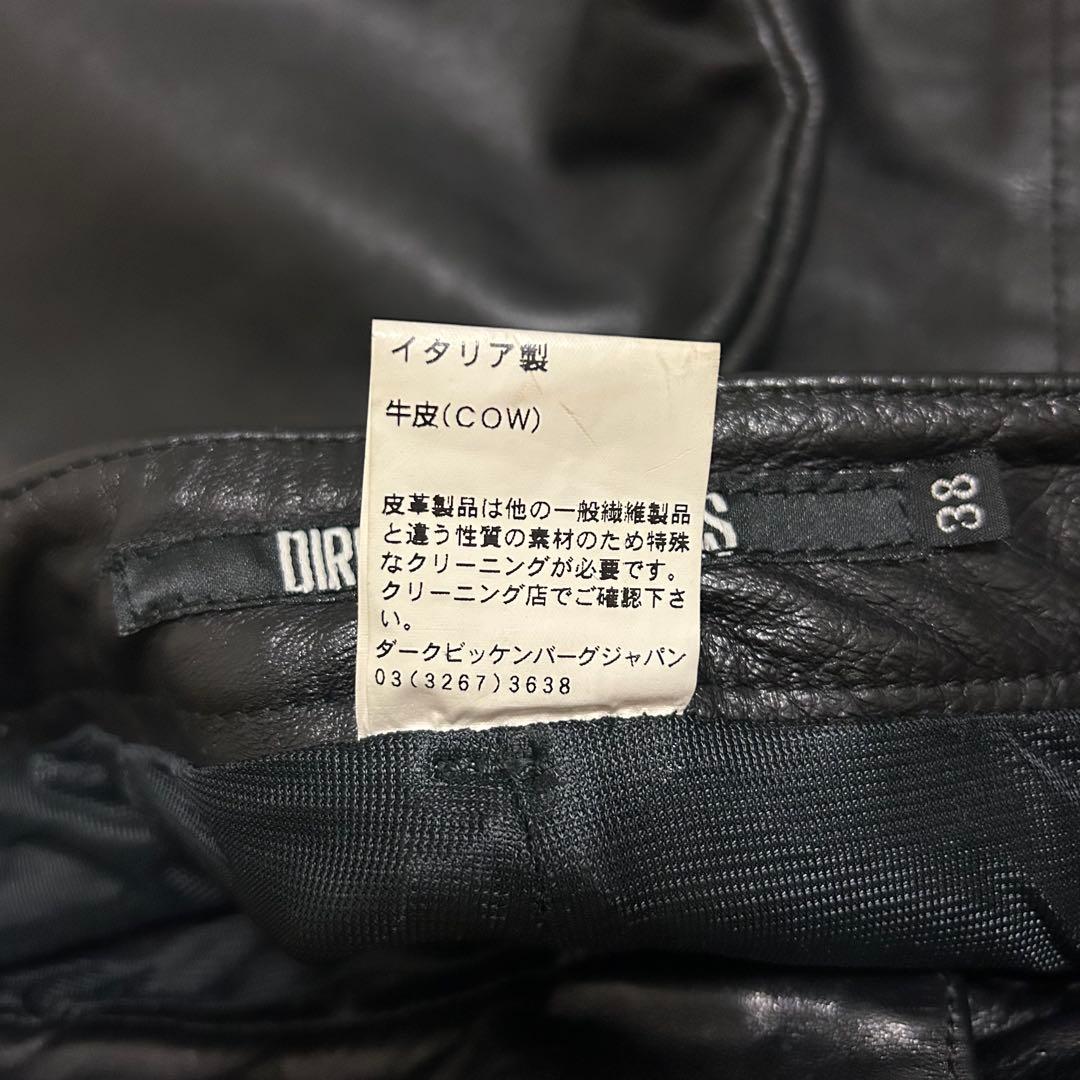 イタリア製
牛皮(COW)
皮革製品は他の一般繊維製品
と違う性質の素材のため特殊
なクリーニングが必要です。
クリーニング店でご確認下さ
い。
ダークビッケンバーグジャパン
03(3267)3638
38